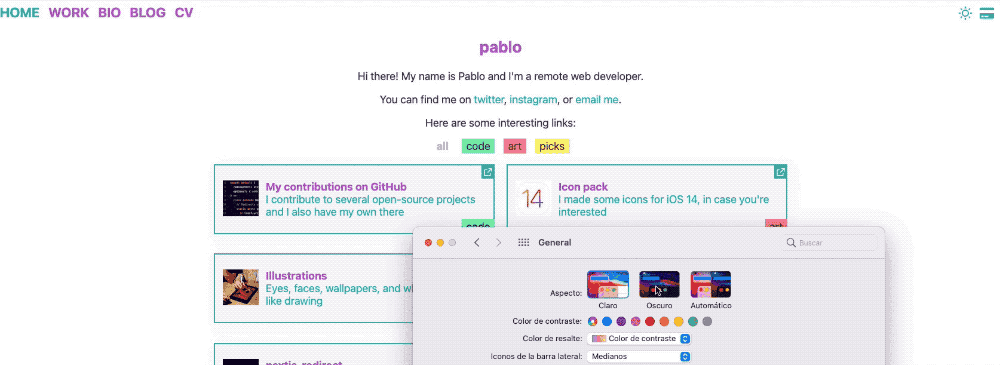 HOME WORK BIO BLOG CV
pablo
Hi there! My name is Pablo and I'm a remote web developer.
You can find me on twitter, instagram, or email me.
Here are some interesting links:
all code art picks
My contributions on GitHub
I contribute to several open-source projects
and I also have my own there
code
14
Icon pack
I made some icons for iOS 14, in case you're
interested
art
Illustrations
Eyes, faces, wallpapers, and
like drawing
General
Buscar
Aspecto:
Claro Oscuro Automático
Color de contraste:
Color de resalte: Color de contraste
Iconos de la barra lateral: Medianos